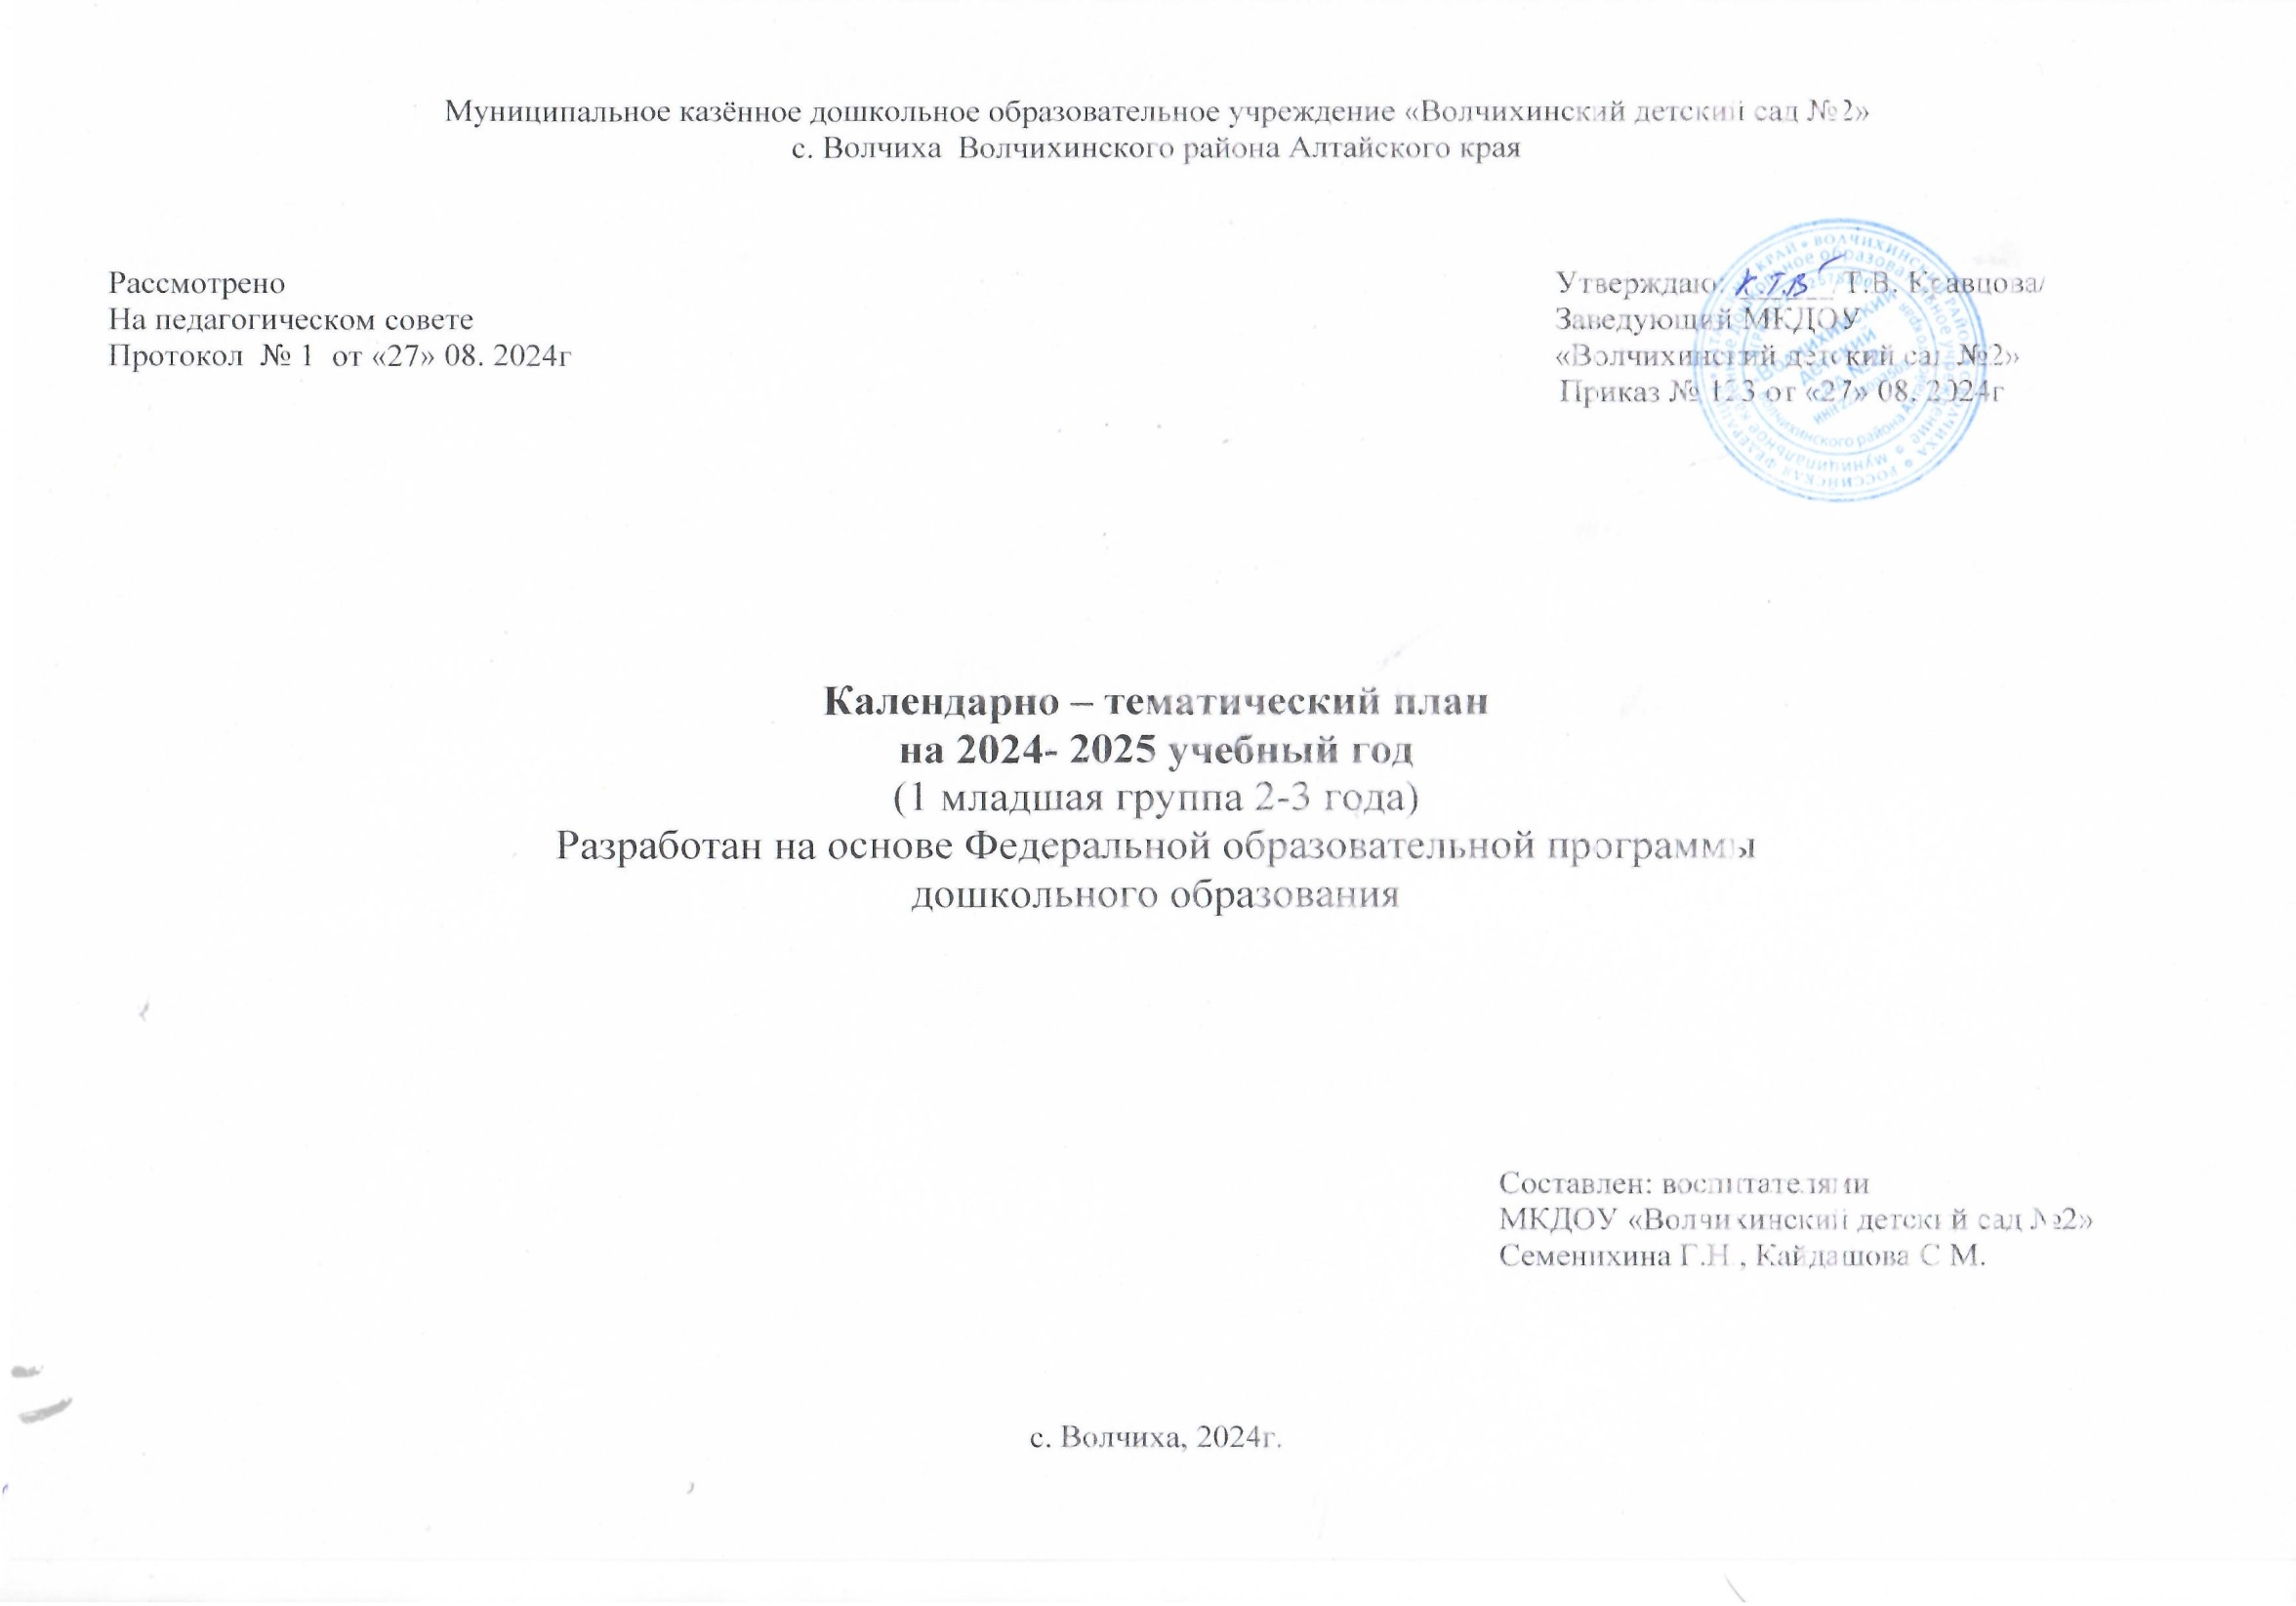 Муниципальное казённое дошкольное образовательное учреждение «Волчихинский детский сад №2»
с. Волчиха Волчихинского района Алтайского края
Рассмотрено
На педагогическом совете
Протокол № 1 от «27» 08. 2024г
Утверждаю: К.Т.В /Т.В. Кравцова/
Заведующий МКДОУ
«Волчихинский детский сад №2»
Приказ № 123 от «27» 08. 2024г
Календарно – тематический план
на 2024- 2025 учебный год
(1 младшая группа 2-3 года)
Разработан на основе Федеральной образовательной программы
дошкольного образования
Составлен: воспитателями
МКДОУ «Волчихинский детский сад №2»
Семенихина Г.Н., Кайдашова С.М.
с. Волчиха, 2024г.